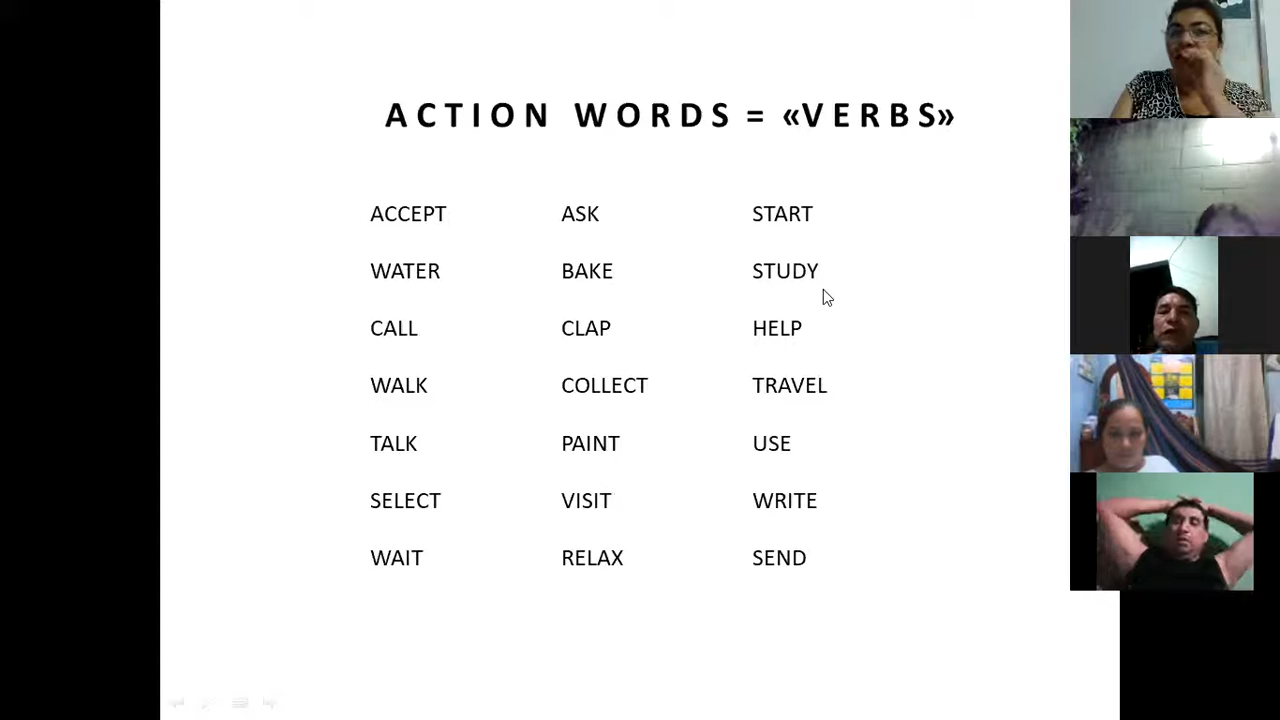 ACTION WORDS = «VERBS»
ACCEPT ASK START
WATER BAKE STUDY
CALL CLAP HELP
WALK COLLECT TRAVEL
TALK PAINT USE
SELECT VISIT WRITE
WAIT RELAX SEND